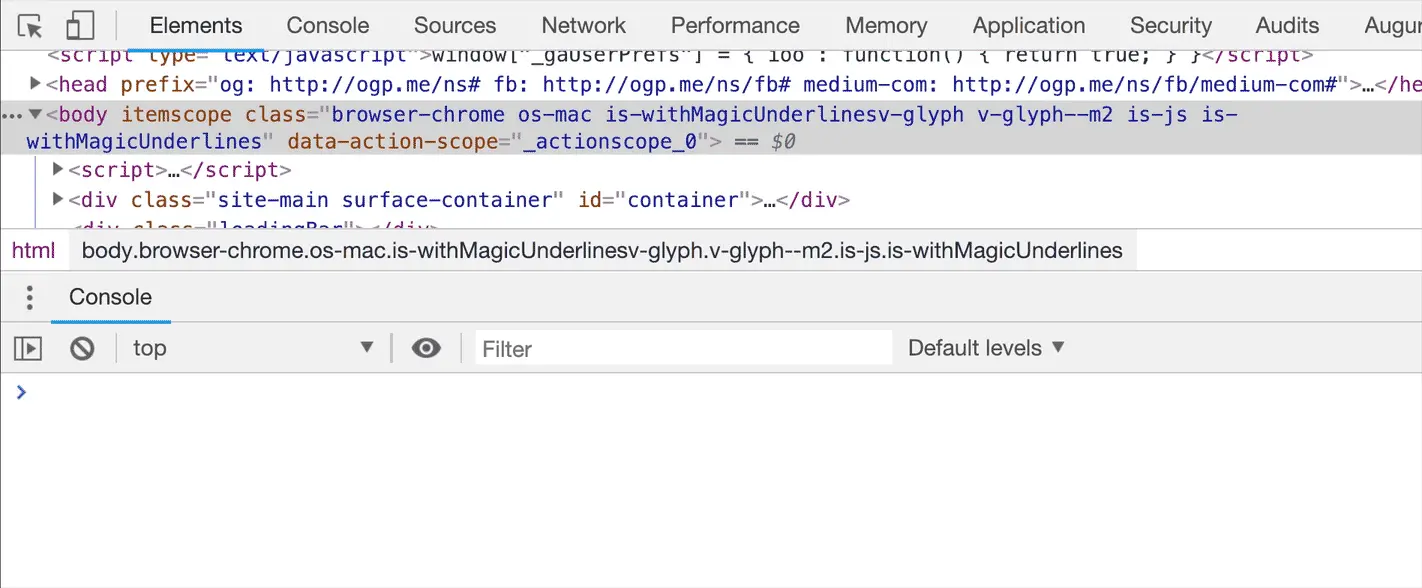 Elements Console Sources Network Performance Memory Application Security Audits Augur
<script type="text/javascript">window["_gaUserPrefs"] = { ioo : function() { return true; } }</script>
▶<head prefix="og: http://ogp.me/ns# fb: http://ogp.me/ns/fb# medium-com: http://ogp.me/ns/fb/medium-com#">…</he
…▼<body itemscope class="browser-chrome os-mac is-withMagicUnderlinesv-glyph v-glyph--m2 is-js is-
withMagicUnderlines" data-action-scope="_actionscope_0"> == $0
▶<script>…</script>
▶<div class="site-main surface-container" id="container">…</div>
<div class="loadingBar"></div>
html body.browser-chrome.os-mac.is-withMagicUnderlinesv-glyph.v-glyph--m2.is-js.is-withMagicUnderlines
Console
top ▼ Filter Default levels ▼
>